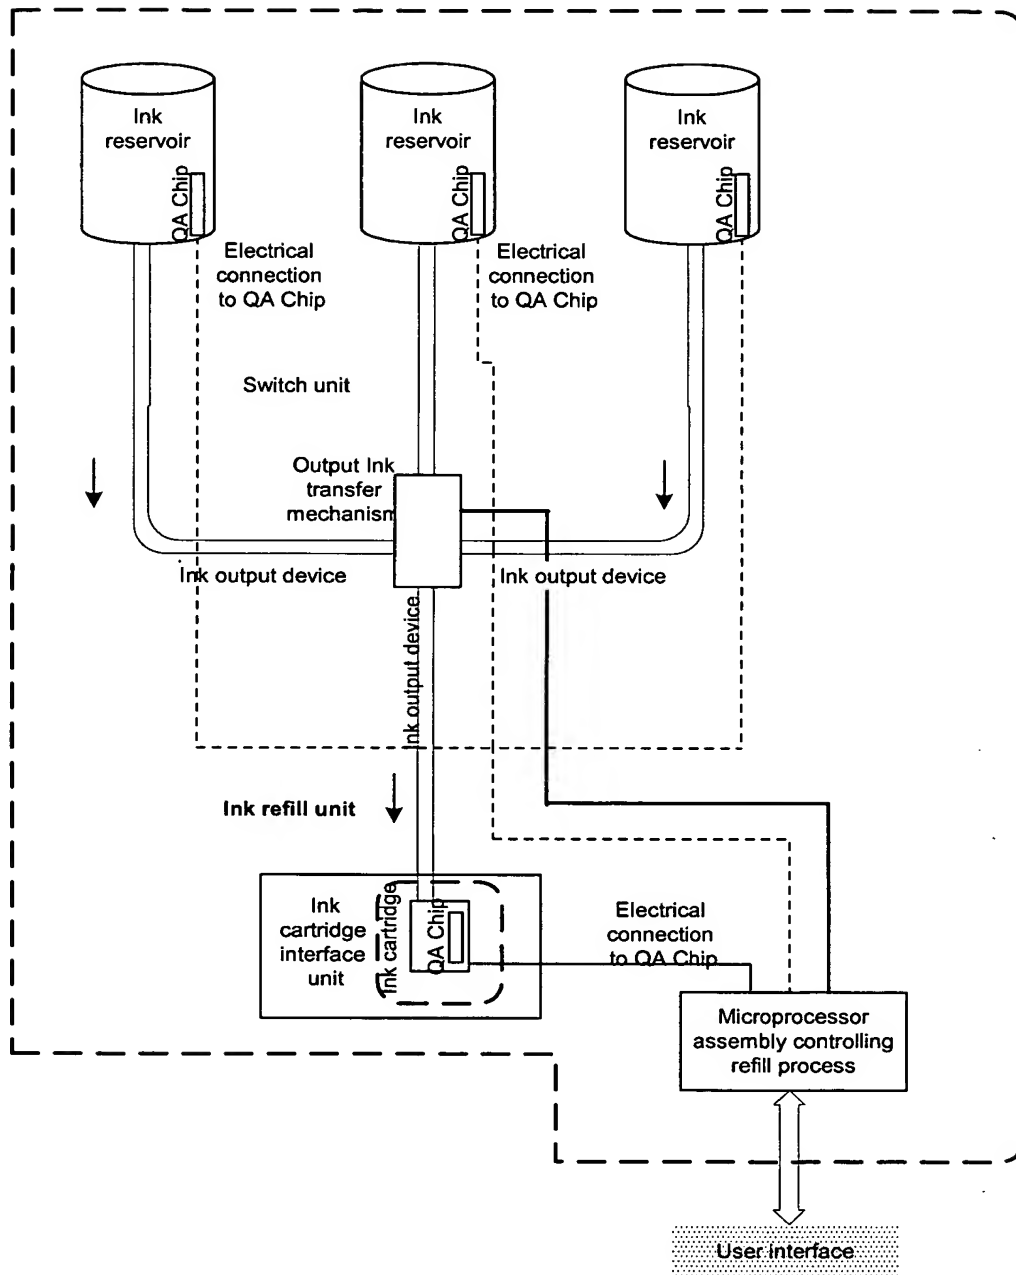 Ink
reservoir
QA Chip
Ink
reservoir
QA Chip
Ink
reservoir
QA Chip
Electrical
connection
to QA Chip
Electrical
connection
to QA Chip
Switch unit
Output Ink
transfer
mechanism
Ink output device
Ink output device
Ink output device
Ink refill unit
Ink
cartridge
interface
unit
Ink cartridge
QA Chip
Electrical
connection
to QA Chip
Microprocessor
assembly controlling
refill process
User interface